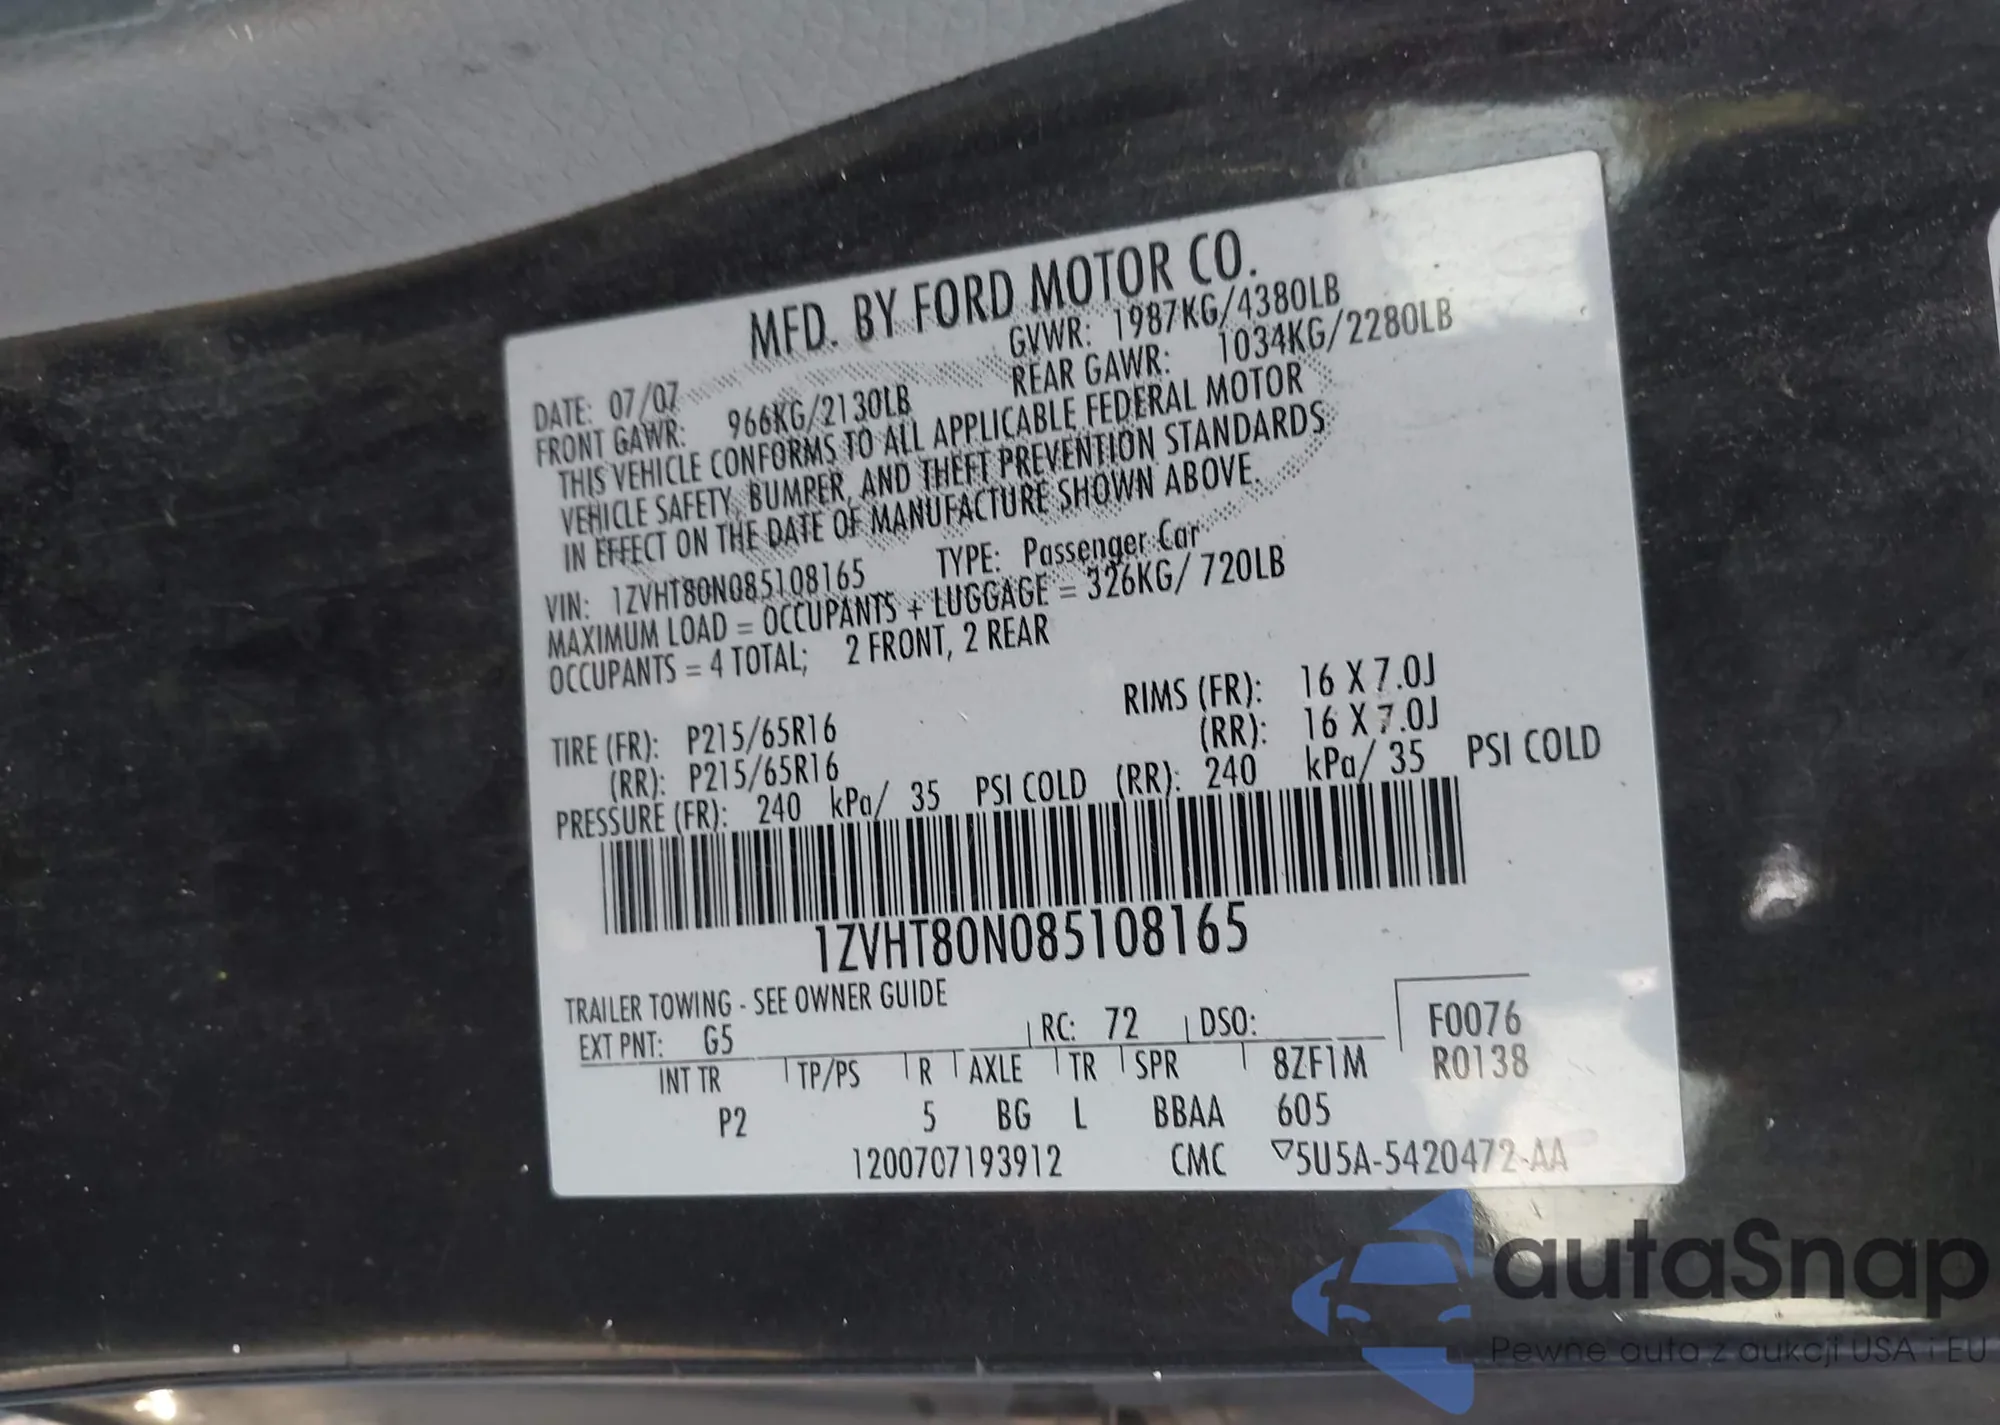 MFD. BY FORD MOTOR CO.
DATE: 07/07 GVWR: 1987KG/4380LB
FRONT GAWR: 966KG/2130LB REAR GAWR: 1034KG/2280LB
THIS VEHICLE CONFORMS TO ALL APPLICABLE FEDERAL MOTOR
VEHICLE SAFETY, BUMPER, AND THEFT PREVENTION STANDARDS
IN EFFECT ON THE DATE OF MANUFACTURE SHOWN ABOVE.
VIN: 1ZVHT80N085108165 TYPE: Passenger Car
MAXIMUM LOAD = OCCUPANTS + LUGGAGE = 326KG/ 720LB
OCCUPANTS = 4 TOTAL; 2 FRONT, 2 REAR
TIRE (FR): P215/65R16 RIMS (FR): 16 X 7.0J
(RR): P215/65R16 (RR): 16 X 7.0J
PRESSURE (FR): 240 kPa/ 35 PSI COLD (RR): 240 kPa/ 35 PSI COLD
1ZVHT80N085108165
TRAILER TOWING - SEE OWNER GUIDE
EXT PNT: G5 RC: 72 DSO: F0076
INT TR TP/PS R AXLE TR SPR 8ZF1M R0138
P2 5 BG L BBAA 605
1200707193912 CMC ▽5U5A-5420472-AA
autaSnap
Pewne auta z aukcji USA i EU